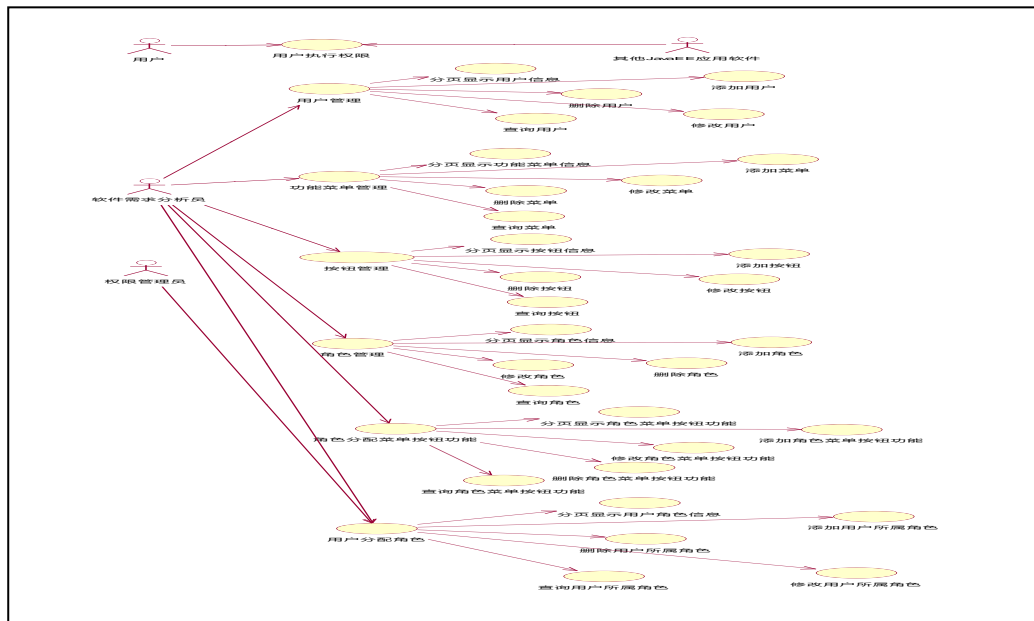 用户
用户执行权限
其他JavaEE应用软件
分页显示用户信息
添加用户
用户管理
删除用户
修改用户
查询用户
分页显示功能菜单信息
添加菜单
功能菜单管理
修改菜单
软件需求分析员
删除菜单
查询菜单
分页显示按钮信息
添加按钮
按钮管理
权限管理员
删除按钮
修改按钮
查询按钮
分页显示角色信息
添加角色
角色管理
修改角色
删除角色
查询角色
分页显示角色菜单按钮功能
添加角色菜单按钮功能
角色分配菜单按钮功能
修改角色菜单按钮功能
删除角色菜单按钮功能
查询角色菜单按钮功能
分页显示用户角色信息
添加用户所属角色
用户分配角色
删除用户所属角色
修改用户所属角色
查询用户所属角色